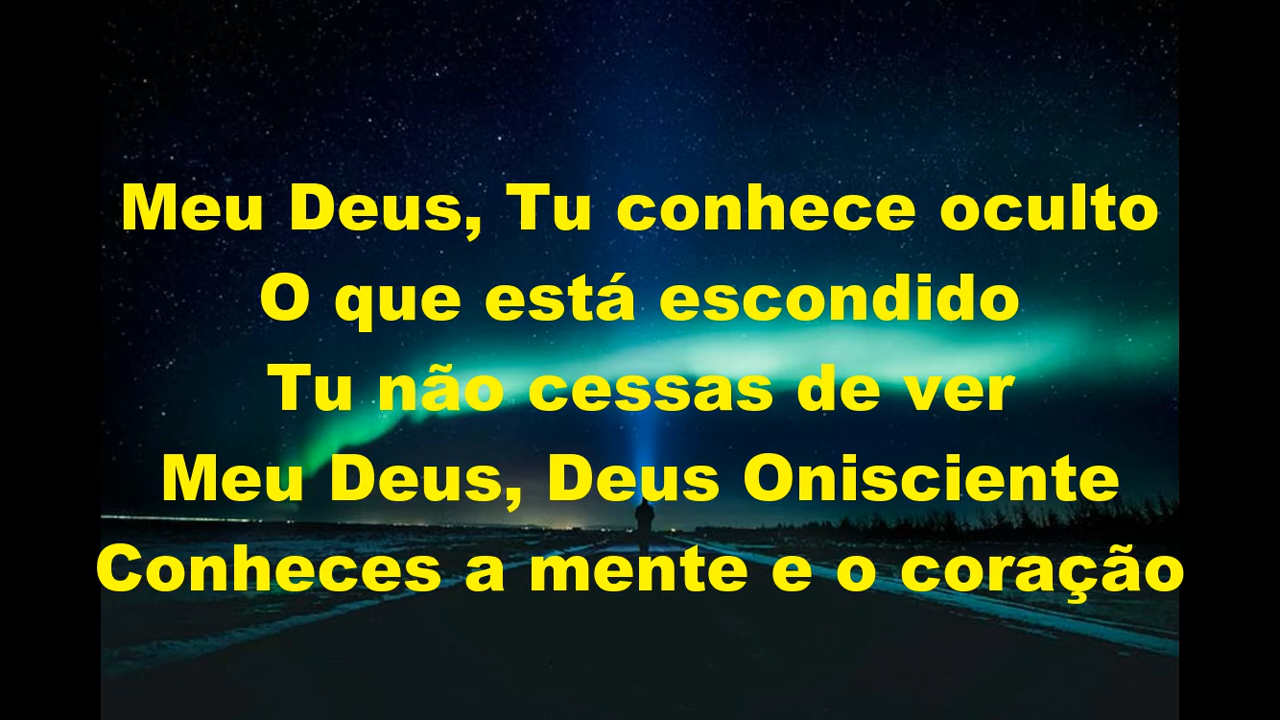 Meu Deus, Tu conhece oculto
O que está escondido
Tu não cessas de ver
Meu Deus, Deus Onisciente
Conheces a mente e o coração